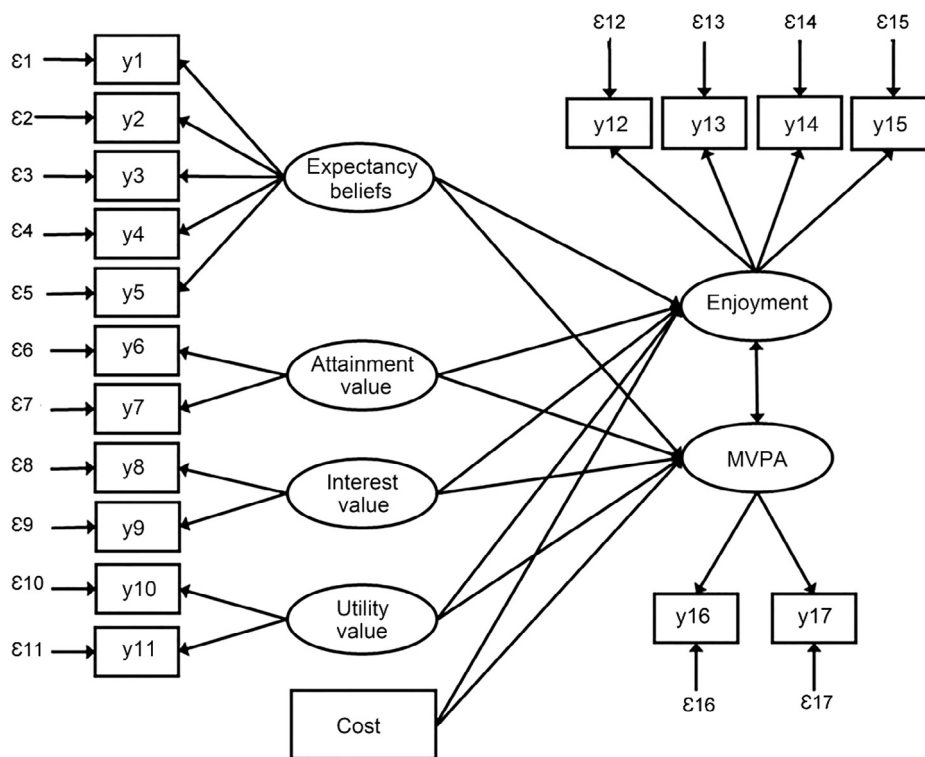 ε12 ε13 ε14 ε15
ε1 y1
ε2 y2
y12 y13 y14 y15
ε3 y3
Expectancy
beliefs
ε4 y4
ε5 y5
Enjoyment
ε6 y6
Attainment
value
ε7 y7
ε8 y8
MVPA
Interest
value
ε9 y9
ε10 y10
Utility
value
y16 y17
ε11 y11
ε16 ε17
Cost